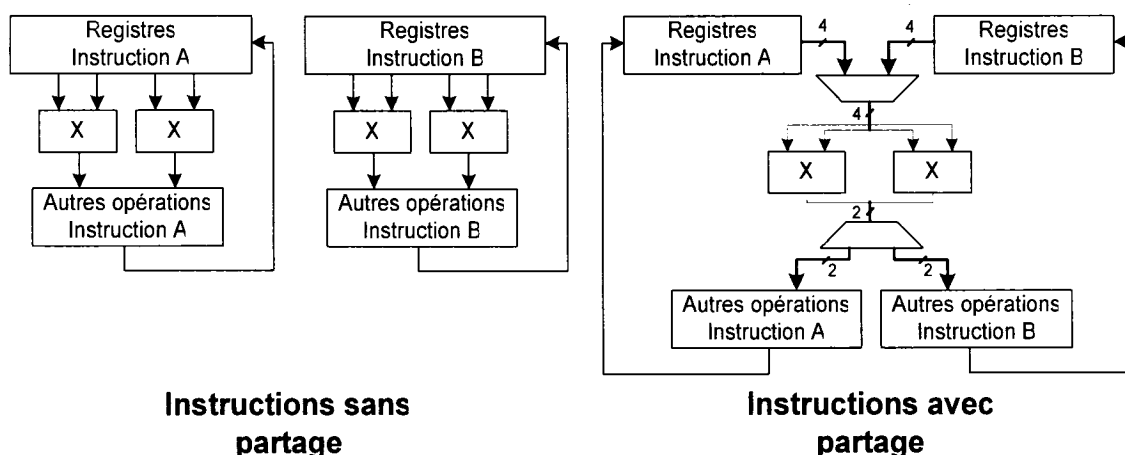 Registres
Instruction A
X
X
Autres opérations
Instruction A
Registres
Instruction B
X
X
Autres opérations
Instruction B
Instructions sans
partage
Registres
Instruction A
4
4
Registres
Instruction B
4
X
X
2
2
2
Autres opérations
Instruction A
Autres opérations
Instruction B
Instructions avec
partage